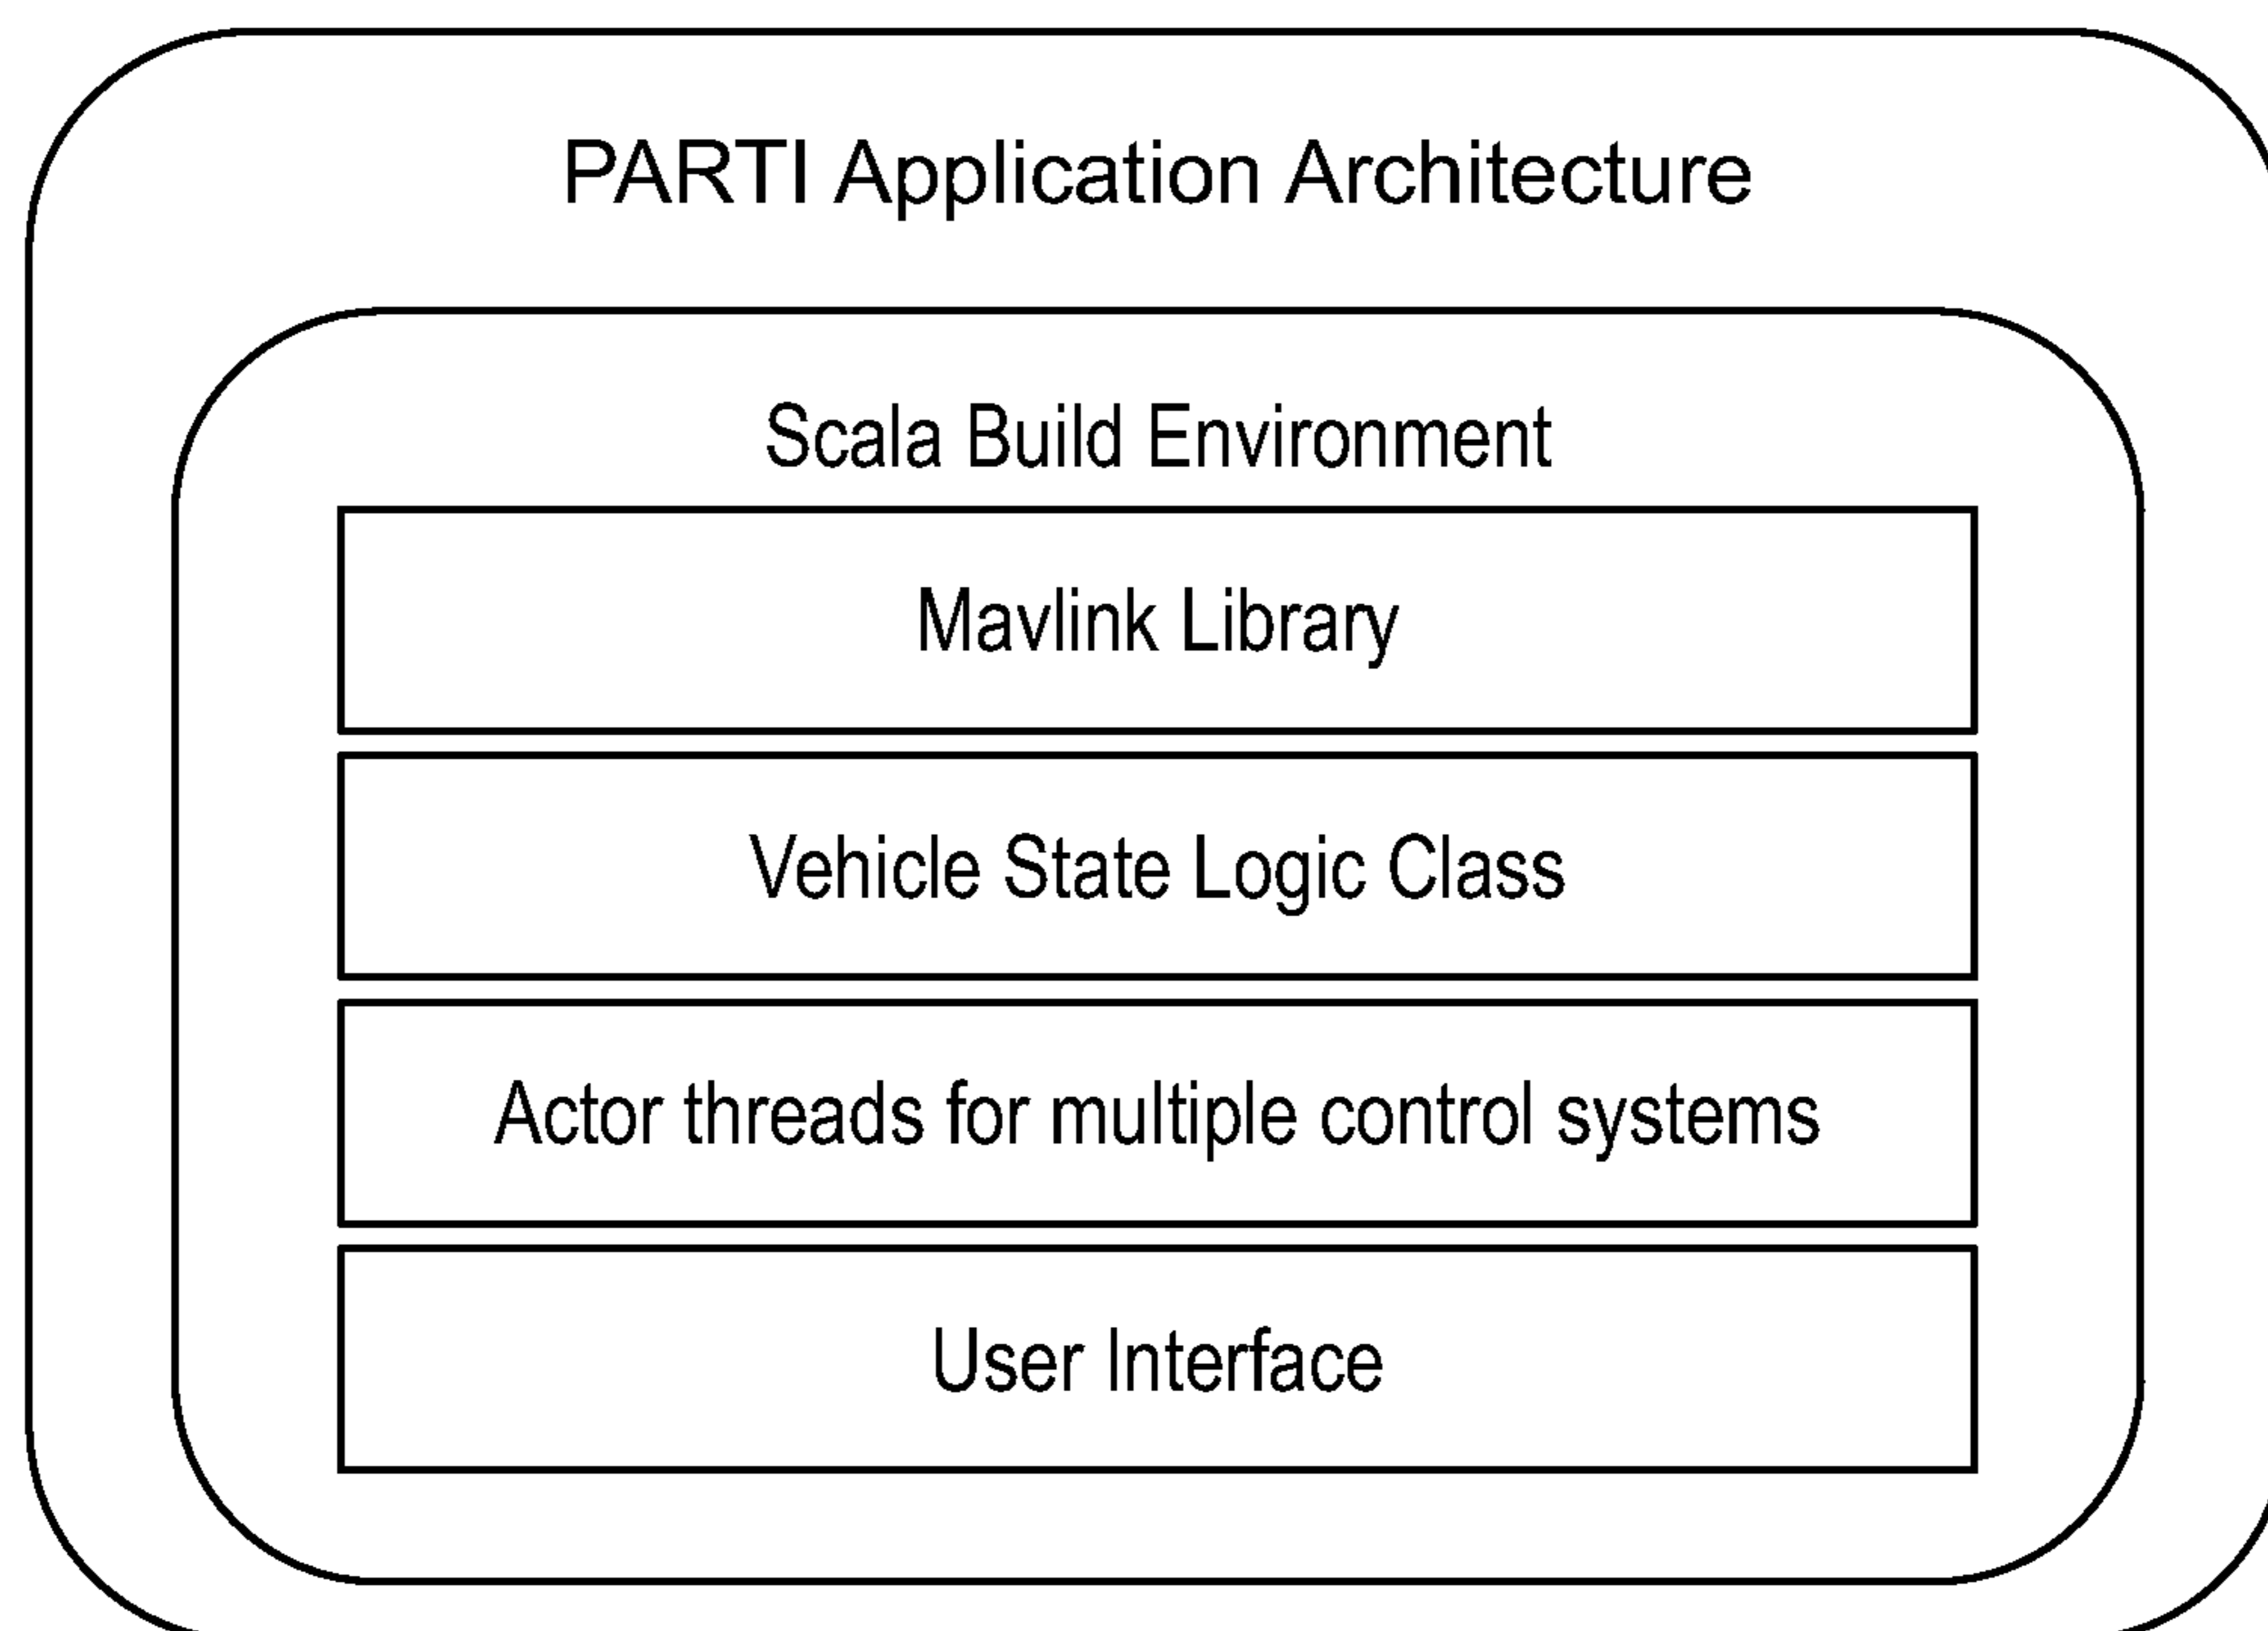 PARTI Application Architecture
Scala Build Environment
Mavlink Library
Vehicle State Logic Class
Actor threads for multiple control systems
User Interface